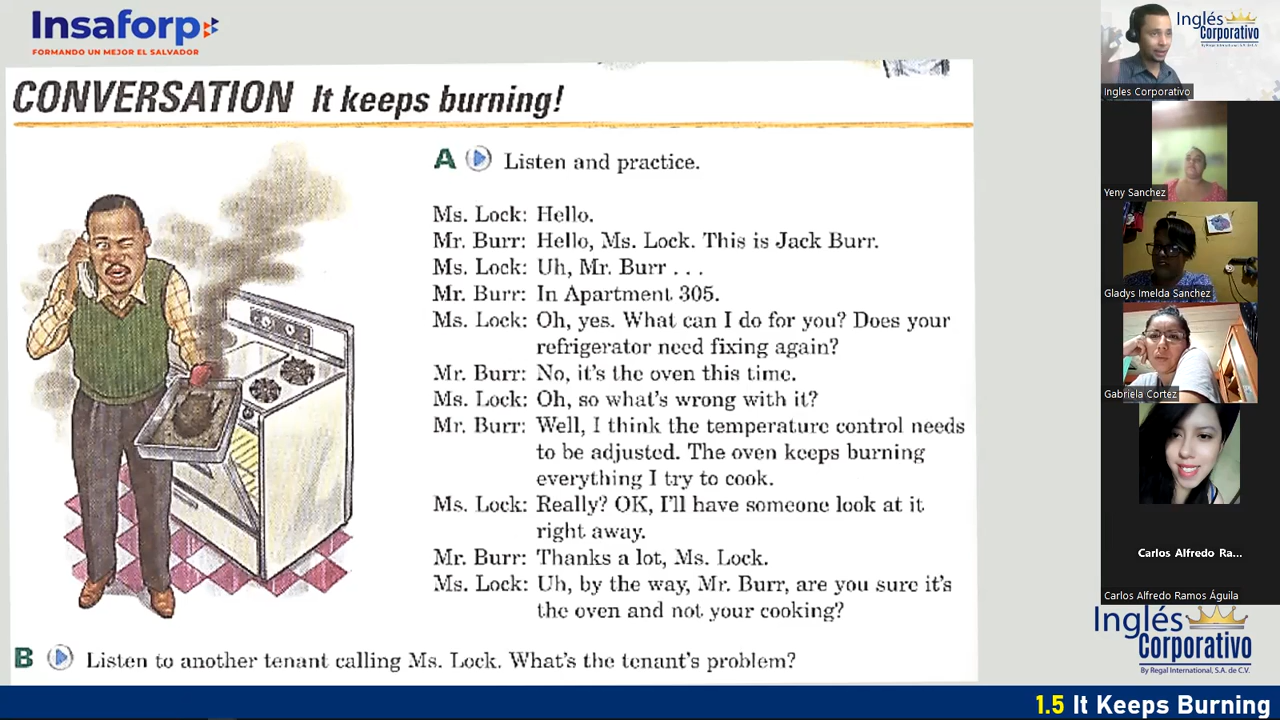 Insaforp
FORMANDO UN MEJOR EL SALVADOR
CONVERSATION It keeps burning!
A Listen and practice.
Ms. Lock: Hello.
Mr. Burr: Hello, Ms. Lock. This is Jack Burr.
Ms. Lock: Uh, Mr. Burr . . .
Mr. Burr: In Apartment 305.
Ms. Lock: Oh, yes. What can I do for you? Does your
refrigerator need fixing again?
Mr. Burr: No, it's the oven this time.
Ms. Lock: Oh, so what's wrong with it?
Mr. Burr: Well, I think the temperature control needs
to be adjusted. The oven keeps burning
everything I try to cook.
Ms. Lock: Really? OK, I'll have someone look at it
right away.
Mr. Burr: Thanks a lot, Ms. Lock.
Ms. Lock: Uh, by the way, Mr. Burr, are you sure it's
the oven and not your cooking?
B Listen to another tenant calling Ms. Lock. What's the tenant's problem?
Inglés
Corporativo
By Regal International, S.A. de C.V.
Ingles Corporativo
Yeny Sanchez
Gladys Imelda Sanchez
Gabriela Cortez
Carlos Alfredo Ra...
Carlos Alfredo Ramos Águila
Inglés
Corporativo
By Regal International, S.A. de C.V.
1.5 It Keeps Burning